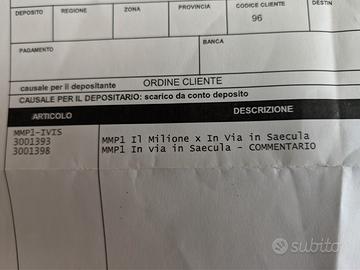 DEPOSITO REGIONE ZONA PROVINCIA CODICE CLIENTE DESTIN
96
PAGAMENTO BANCA
causale per il depositante ORDINE CLIENTE
CAUSALE PER IL DEPOSITARIO: scarico da conto deposito
ARTICOLO DESCRIZIONE
MMP1-IVIS
3001393 MMP1 Il Milione x In Via in Saecula
3001398 MMP1 In via in Saecula - COMMENTARIO
subito